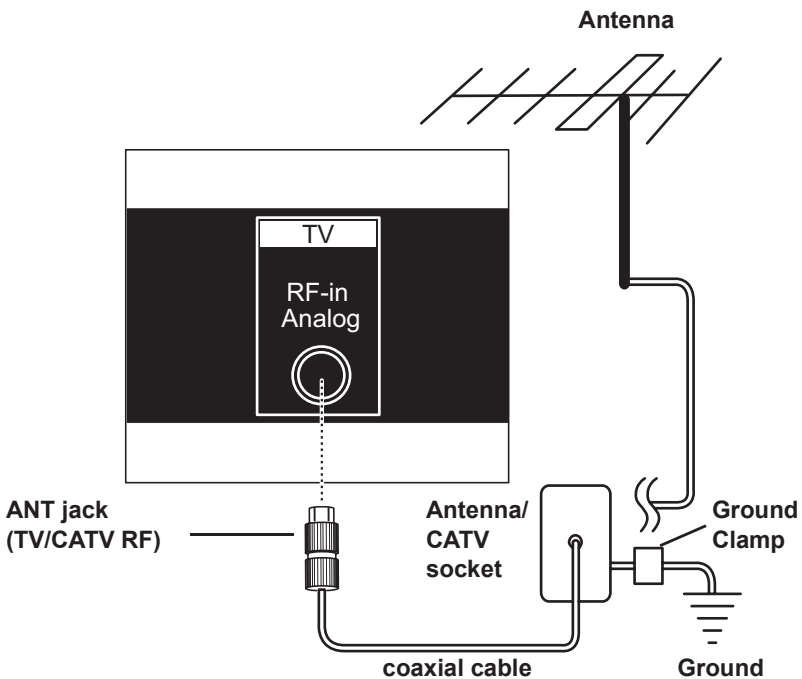 Antenna
TV
RF-in
Analog
ANT jack
(TV/CATV RF)
Antenna/
CATV
socket
Ground
Clamp
coaxial cable
Ground